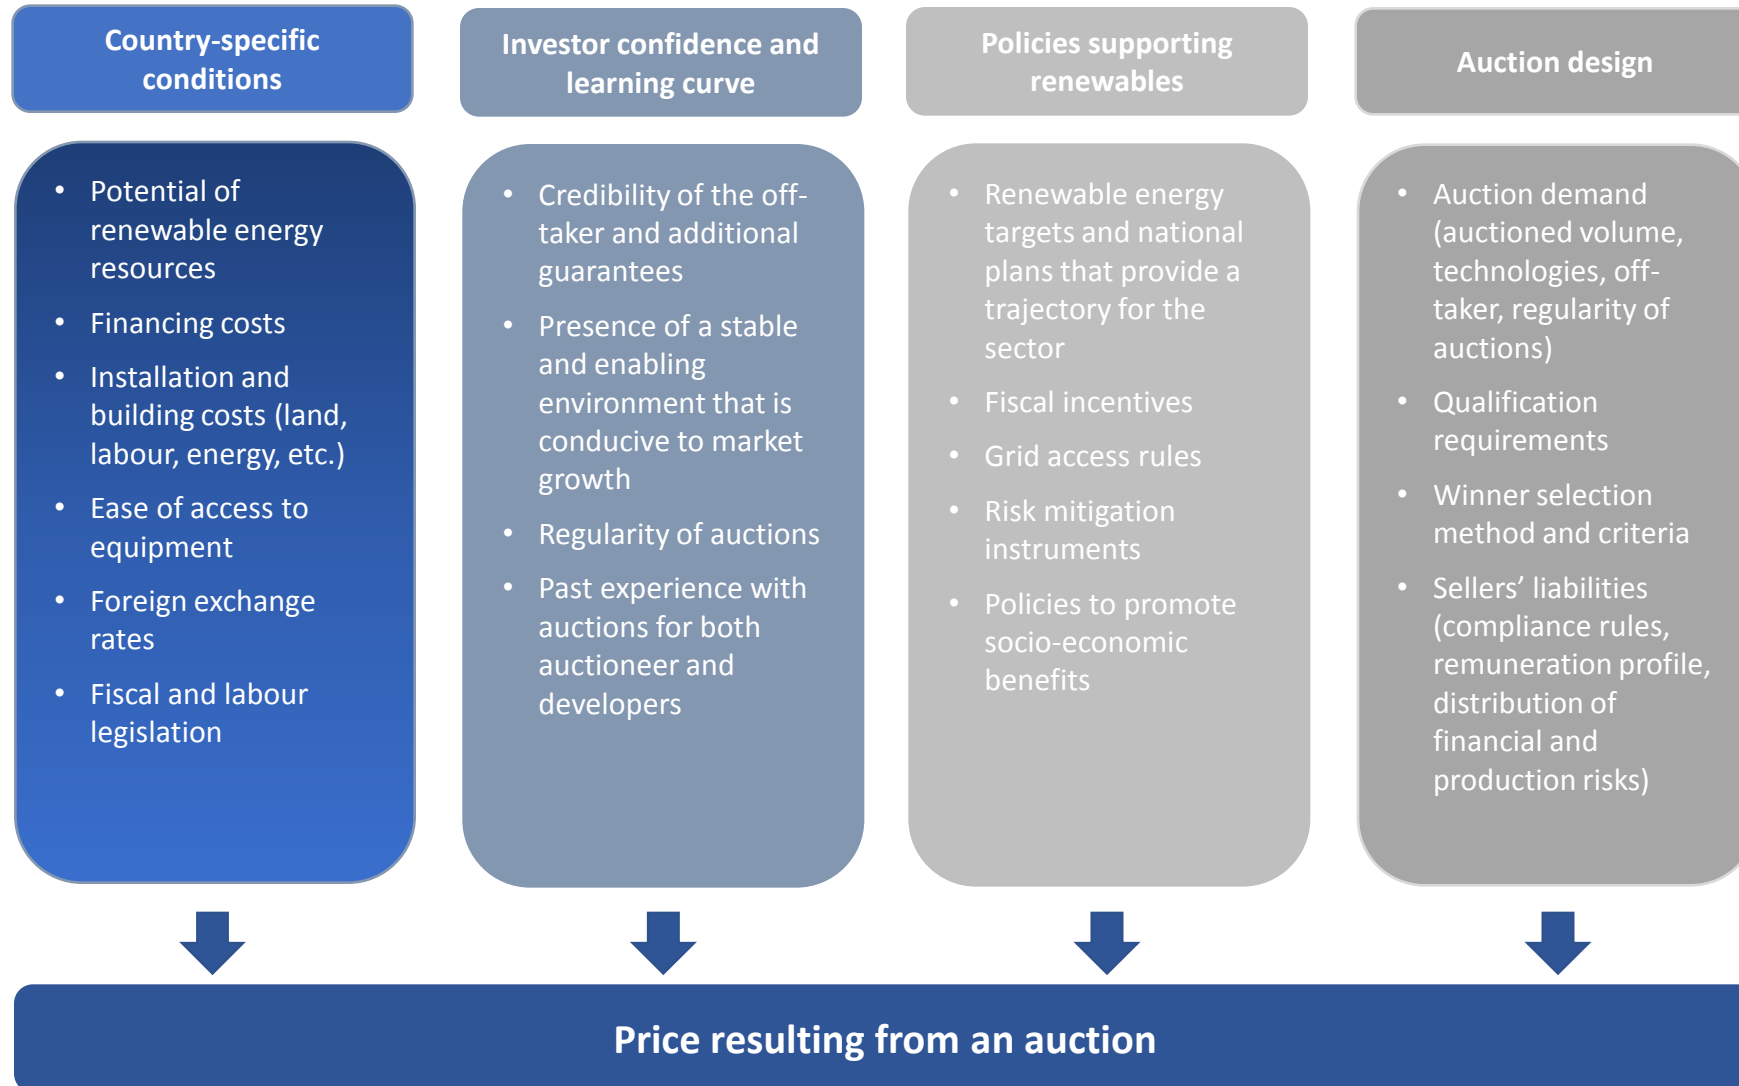 Country-specific
conditions
• Potential of
renewable energy
resources
• Financing costs
• Installation and
building costs (land,
labour, energy, etc.)
• Ease of access to
equipment
• Foreign exchange
rates
• Fiscal and labour
legislation
Investor confidence and
learning curve
• Credibility of the off-
taker and additional
guarantees
• Presence of a stable
and enabling
environment that is
conducive to market
growth
• Regularity of auctions
• Past experience with
auctions for both
auctioneer and
developers
Policies supporting
renewables
• Renewable energy
targets and national
plans that provide a
trajectory for the
sector
• Fiscal incentives
• Grid access rules
• Risk mitigation
instruments
• Policies to promote
socio-economic
benefits
Auction design
• Auction demand
(auctioned volume,
technologies, off-
taker, regularity of
auctions)
• Qualification
requirements
• Winner selection
method and criteria
• Sellers’ liabilities
(compliance rules,
remuneration profile,
distribution of
financial and
production risks)
Price resulting from an auction